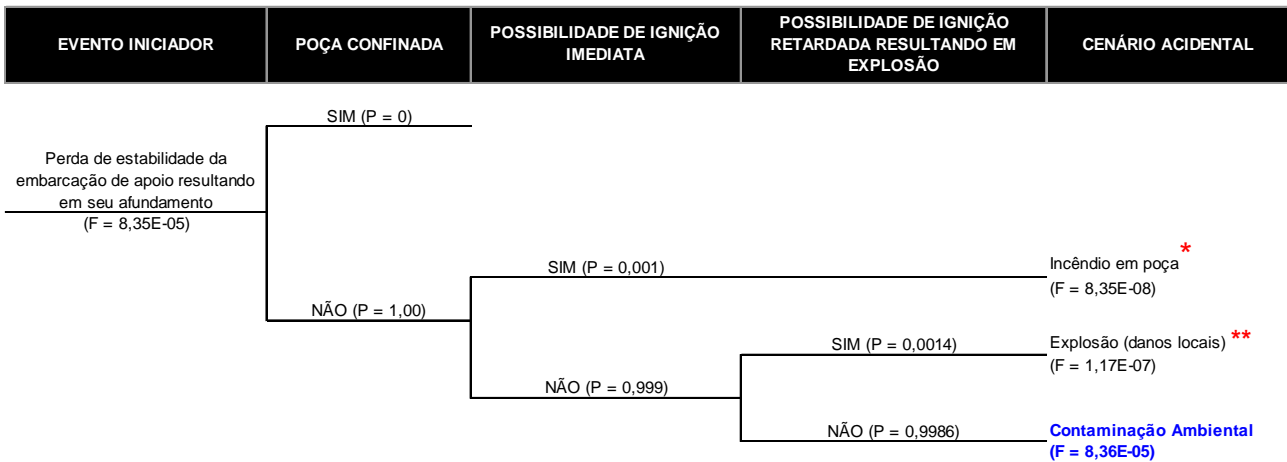 EVENTO INICIADOR
POÇA CONFINADA
POSSIBILIDADE DE IGNIÇÃO
IMEDIATA
POSSIBILIDADE DE IGNIÇÃO
RETARDADA RESULTANDO EM
EXPLOSÃO
CENÁRIO ACIDENTAL
SIM (P = 0)
Perda de estabilidade da
embarcação de apoio resultando
em seu afundamento
(F = 8,35E-05)
SIM (P = 0,001)
Incêndio em poça *
(F = 8,35E-08)
NÃO (P = 1,00)
SIM (P = 0,0014)
Explosão (danos locais) **
(F = 1,17E-07)
NÃO (P = 0,999)
NÃO (P = 0,9986)
Contaminação Ambiental
(F = 8,36E-05)